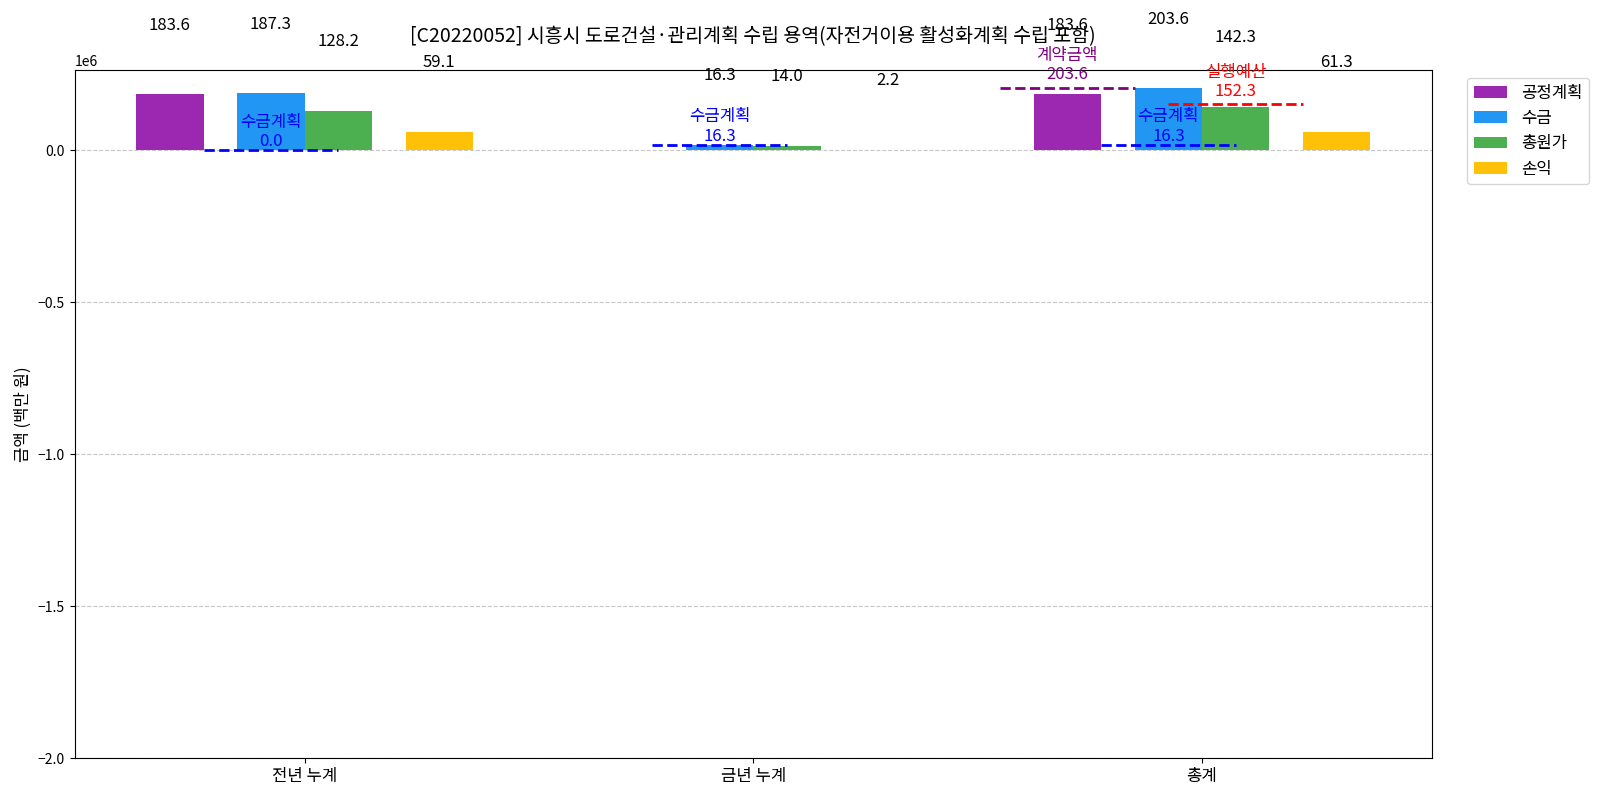 [C20220052] 시흥시 도로건설·관리계획 수립 용역(자전거이용 활성화계획 수립 포함)
1e6
금액 (백만 원)
0.0
−0.5
−1.0
−1.5
−2.0
183.6
187.3
128.2
59.1
수금계획
0.0
16.3
14.0
2.2
수금계획
16.3
183.6
203.6
142.3
61.3
계약금액
203.6
실행예산
152.3
수금계획
16.3
전년 누계
금년 누계
총계
공정계획
수금
총원가
손익